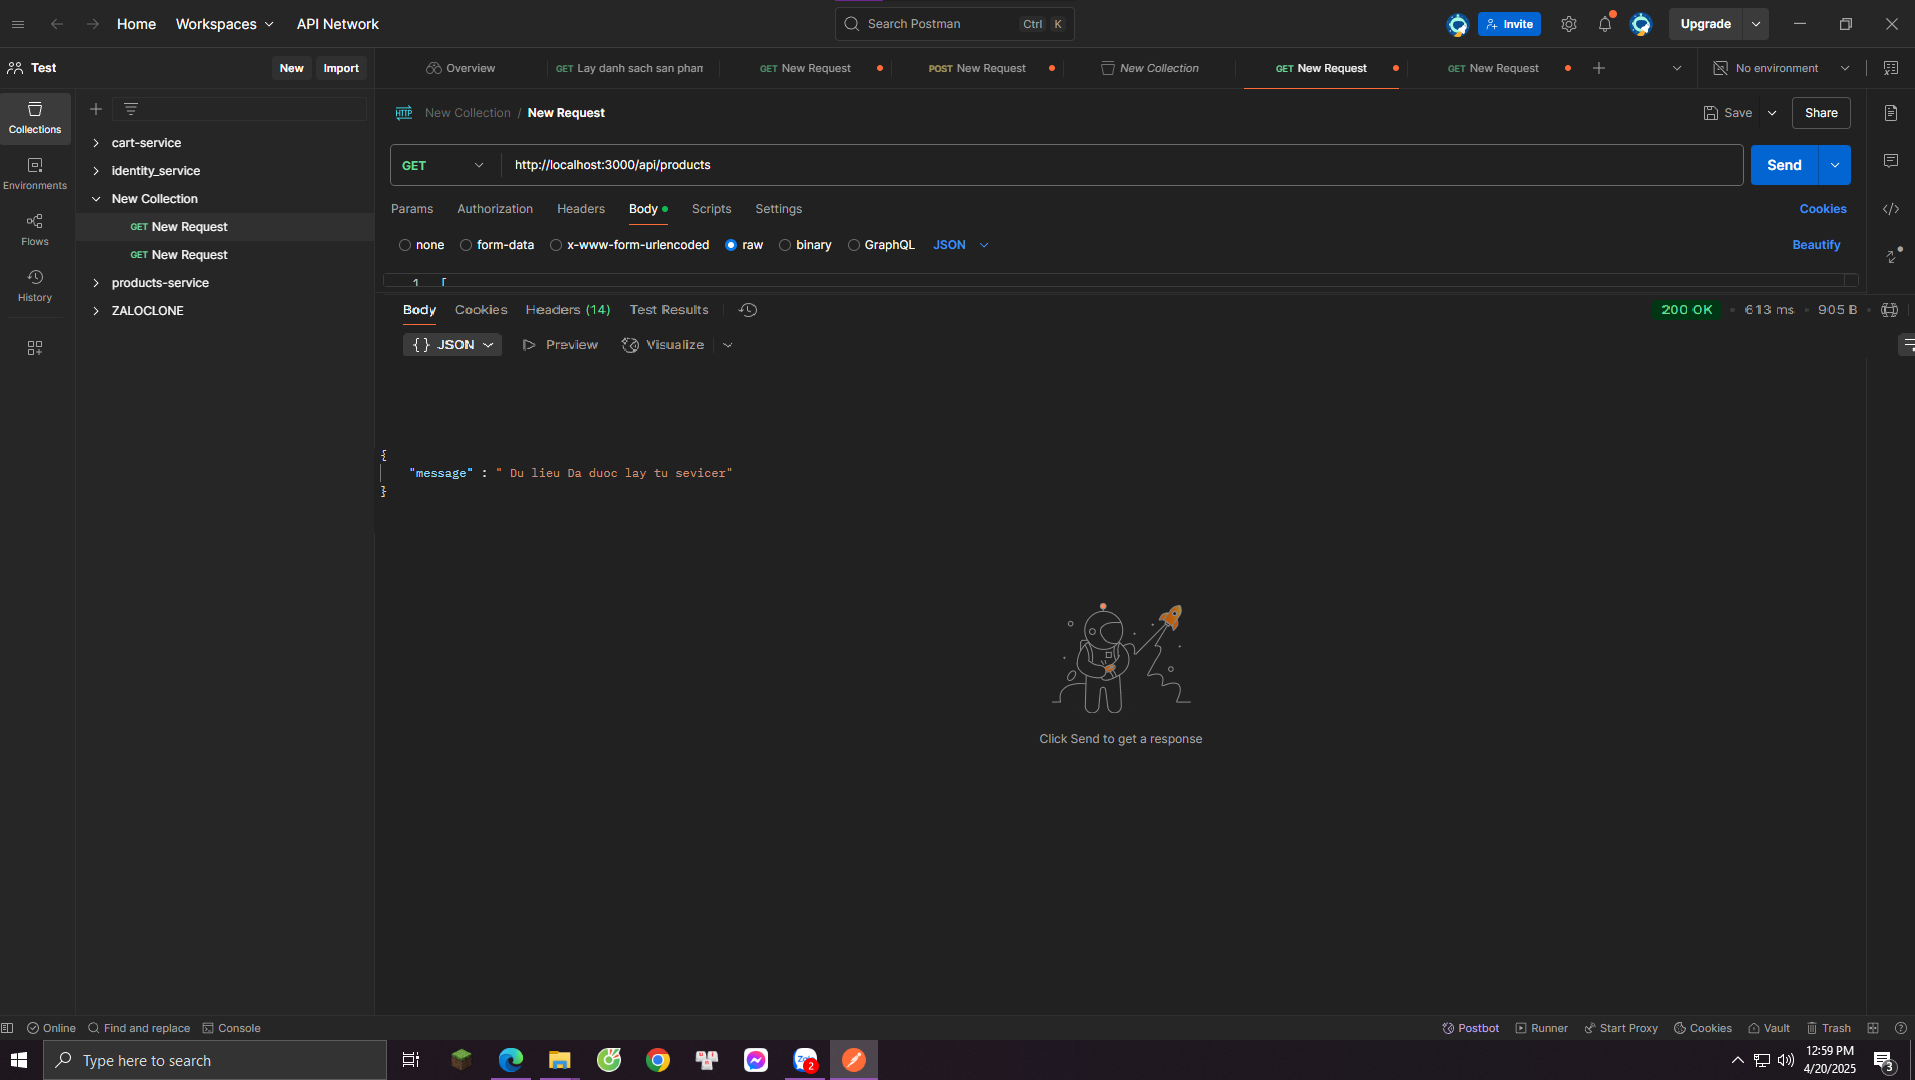 Home Workspaces API Network Search Postman Ctrl K Invite Upgrade
Test New Import Overview GET Lay danh sach san phan GET New Request POST New Request New Collection GET New Request GET New Request No environment
Collections
Environments
Flows
History
cart-service
identity_service
New Collection
GET New Request
GET New Request
products-service
ZALOCLONE
HTTP New Collection / New Request Save Share
GET http://localhost:3000/api/products Send
Params Authorization Headers Body Scripts Settings Cookies
none form-data x-www-form-urlencoded raw binary GraphQL JSON Beautify
1 [
Body Cookies Headers (14) Test Results 200 OK • 613 ms • 905 B •
{} JSON Preview Visualize
{
"message" : " Du lieu Da duoc lay tu sevicer"
}
Click Send to get a response
Online Find and replace Console Postbot Runner Start Proxy Cookies Vault Trash
Type here to search Zalo 2 12:59 PM
4/20/2025 3